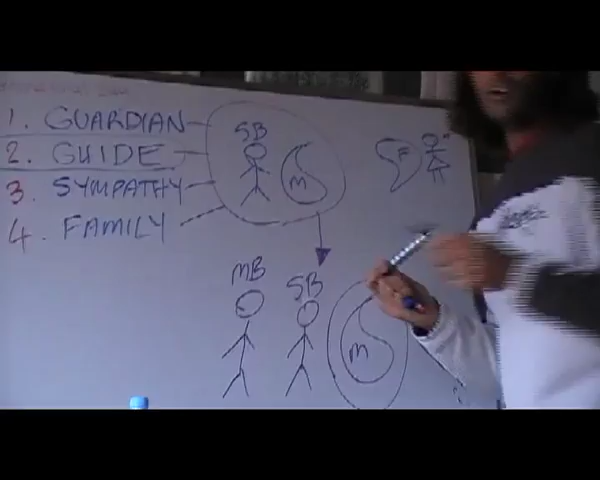 1. GUARDIAN
2. GUIDE
3. SYMPATHY
4. FAMILY
SB
M
F
MB
SB
M